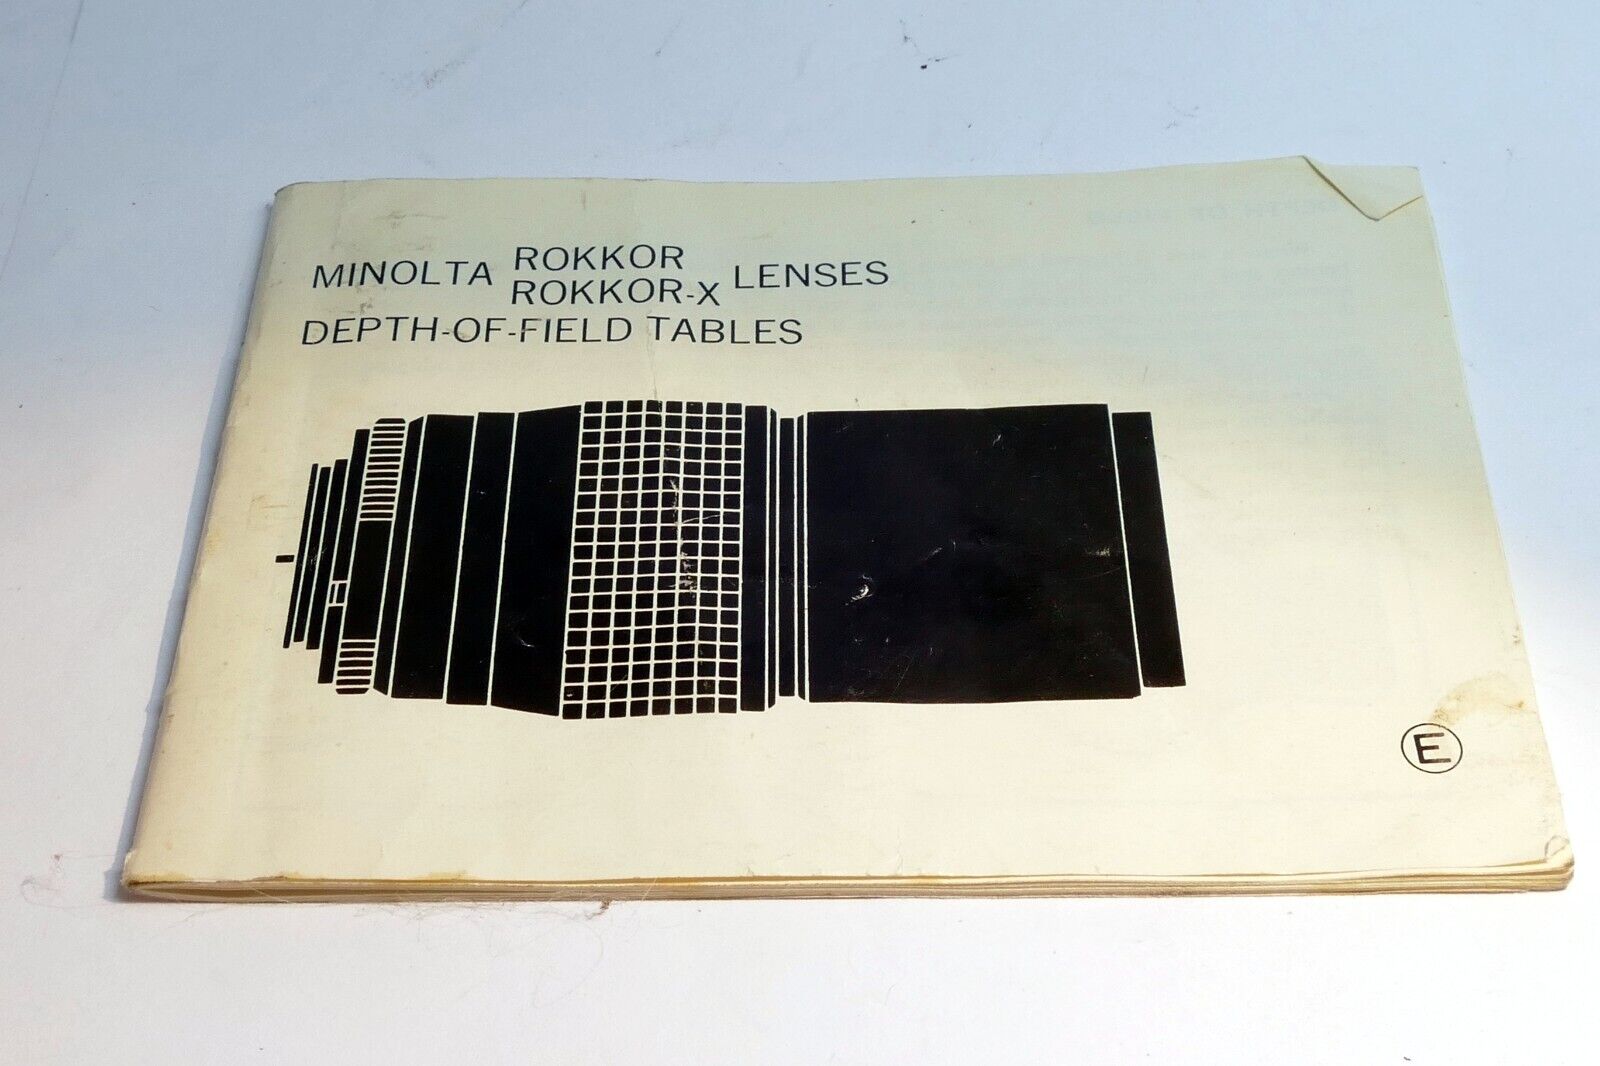 MINOLTA ROKKOR
ROKKOR-X LENSES
DEPTH-OF-FIELD TABLES
E